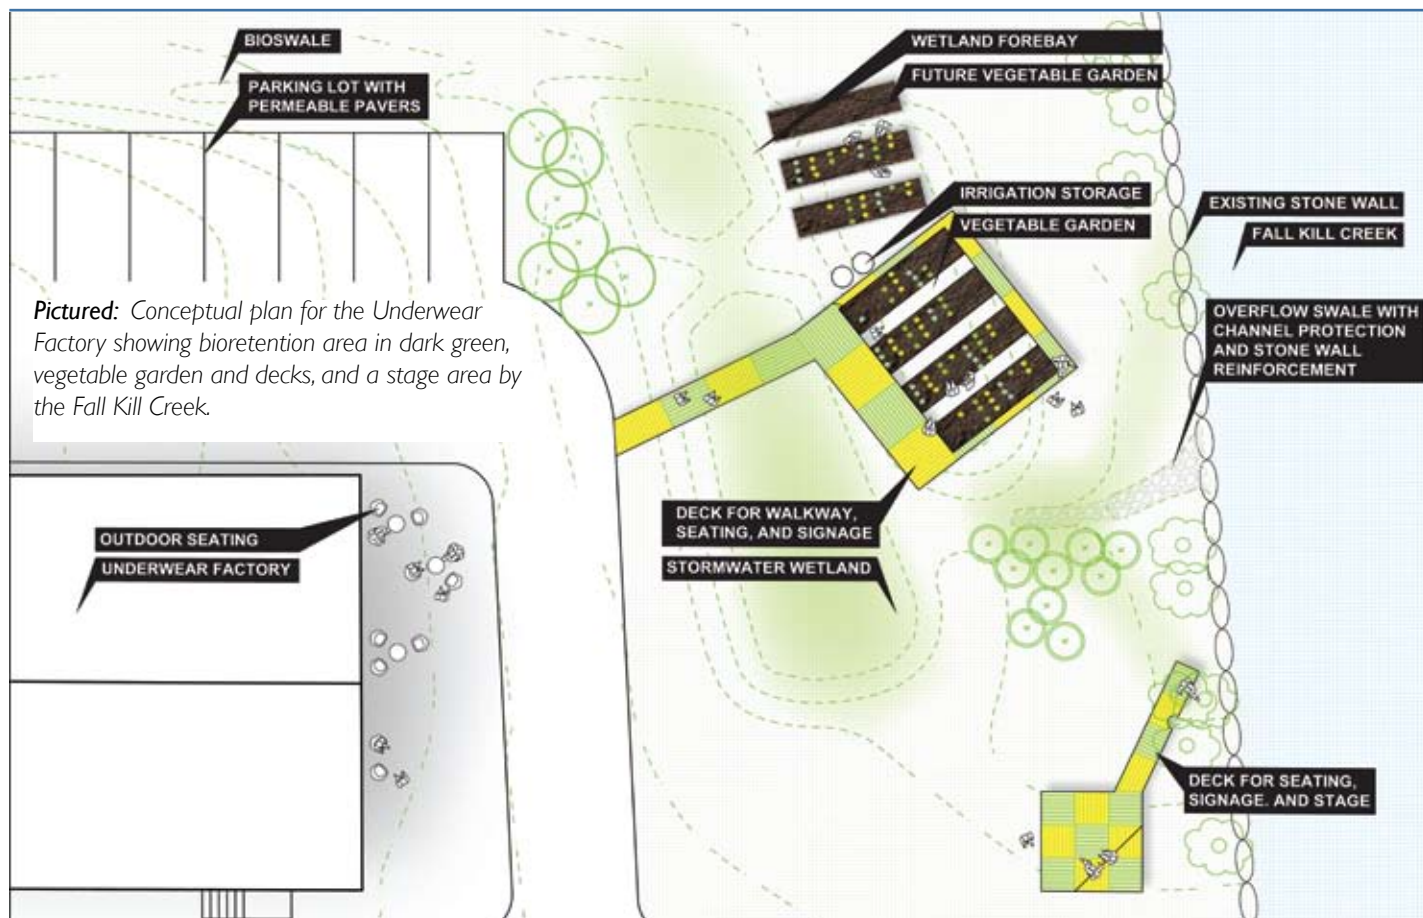 BIOSWALE
PARKING LOT WITH
PERMEABLE PAVERS
WETLAND FOREBAY
FUTURE VEGETABLE GARDEN
IRRIGATION STORAGE
VEGETABLE GARDEN
EXISTING STONE WALL
FALL KILL CREEK
OVERFLOW SWALE WITH
CHANNEL PROTECTION
AND STONE WALL
REINFORCEMENT
Pictured: Conceptual plan for the Underwear
Factory showing bioretention area in dark green,
vegetable garden and decks, and a stage area by
the Fall Kill Creek.
OUTDOOR SEATING
UNDERWEAR FACTORY
DECK FOR WALKWAY,
SEATING, AND SIGNAGE
STORMWATER WETLAND
DECK FOR SEATING,
SIGNAGE. AND STAGE